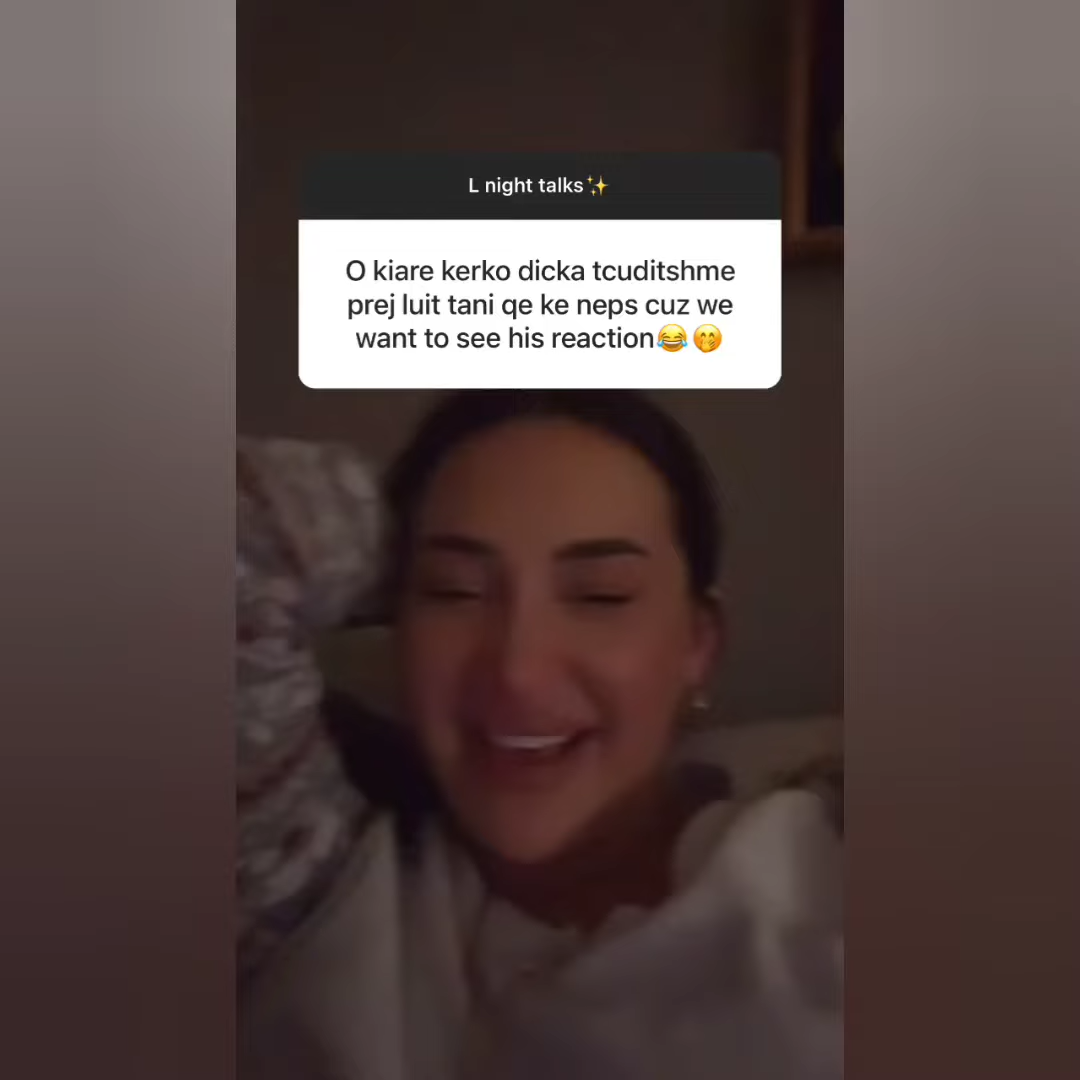 L night talks✨
O kiare kerko dicka tcuditshme
prej luit tani qe ke neps cuz we
want to see his reaction😂🤭